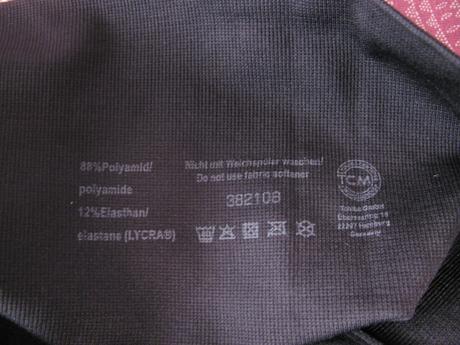 88%Polyamid/
polyamide
12%Elasthan/
elastane (LYCRA®)
Nicht mit Weichspüler waschen/
Do not use fabric softener
382108
TCM
Tchibo GmbH
Überseering 18
22297 Hamburg
Germany